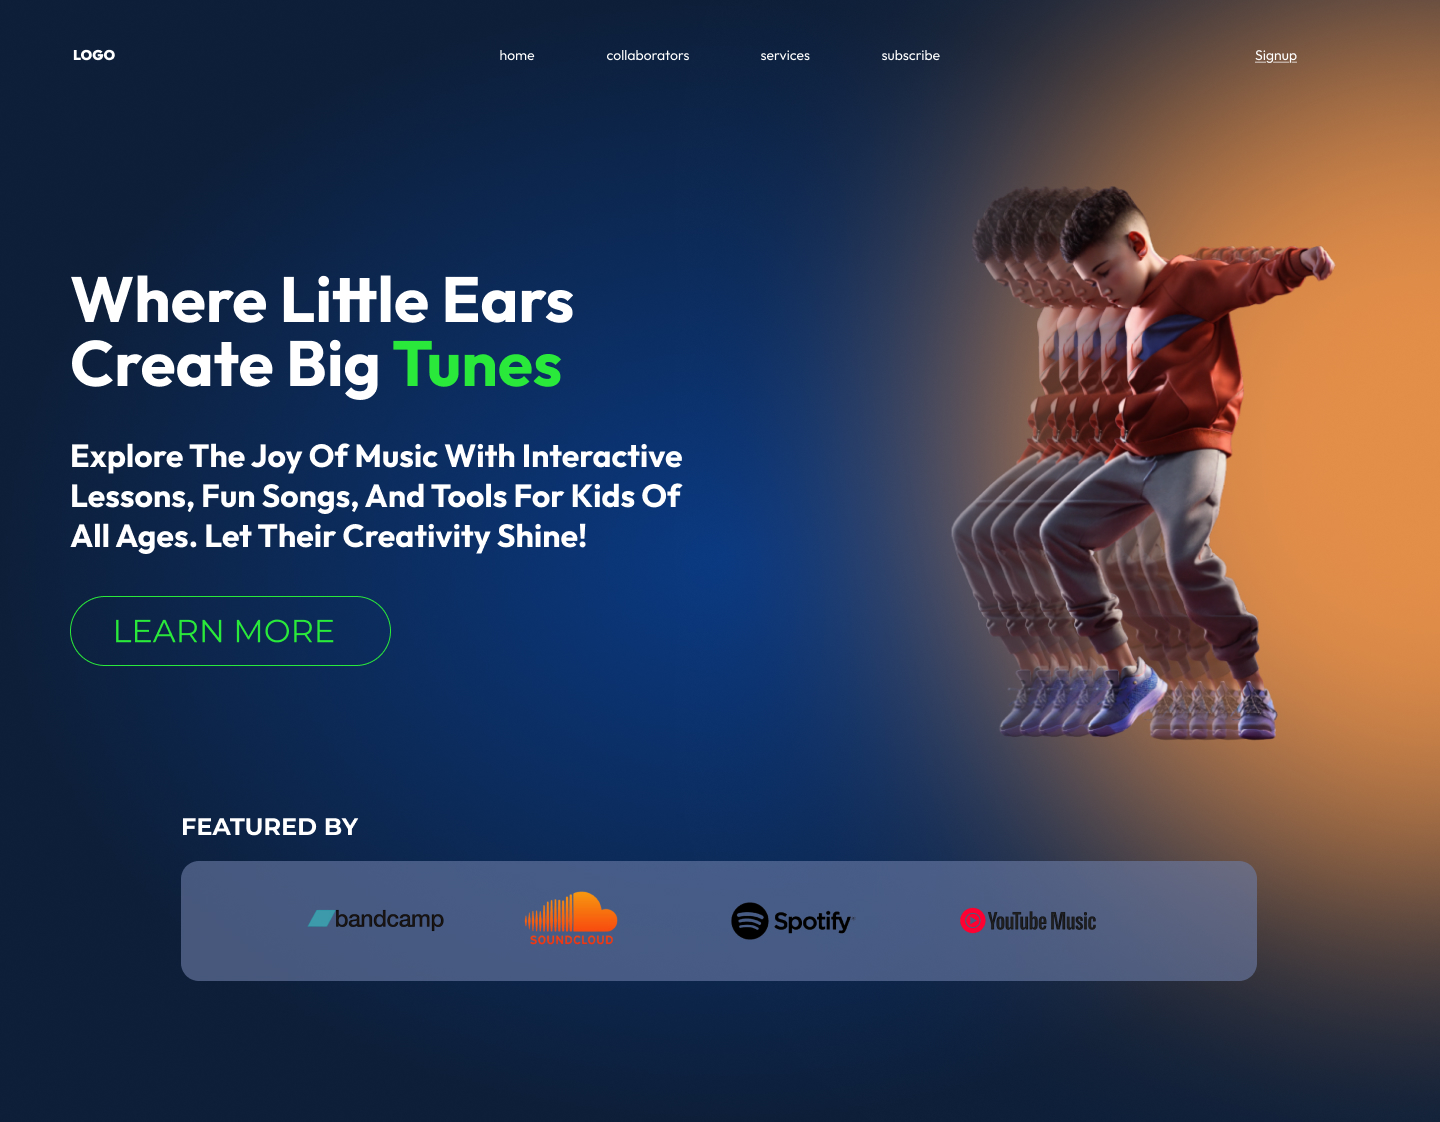 LOGO
home
collaborators
services
subscribe
Signup
Where Little Ears
Create Big Tunes
Explore The Joy Of Music With Interactive
Lessons, Fun Songs, And Tools For Kids Of
All Ages. Let Their Creativity Shine!
LEARN MORE
FEATURED BY
bandcamp
SOUNDCLOUD
Spotify
YouTube Music